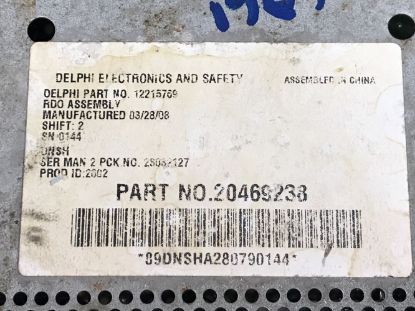 DELPHI ELECTRONICS AND SAFETY
ASSEMBLED IN CHINA
DELPHI PART NO. 12215769
RDO ASSEMBLY
MANUFACTURED 03/28/08
SHIFT: 2
SN 0144
DNSH
SER MAN 2 PCK NO. 28082127
PROD ID:2002
PART NO.20469238
*89DNSHA280790144*